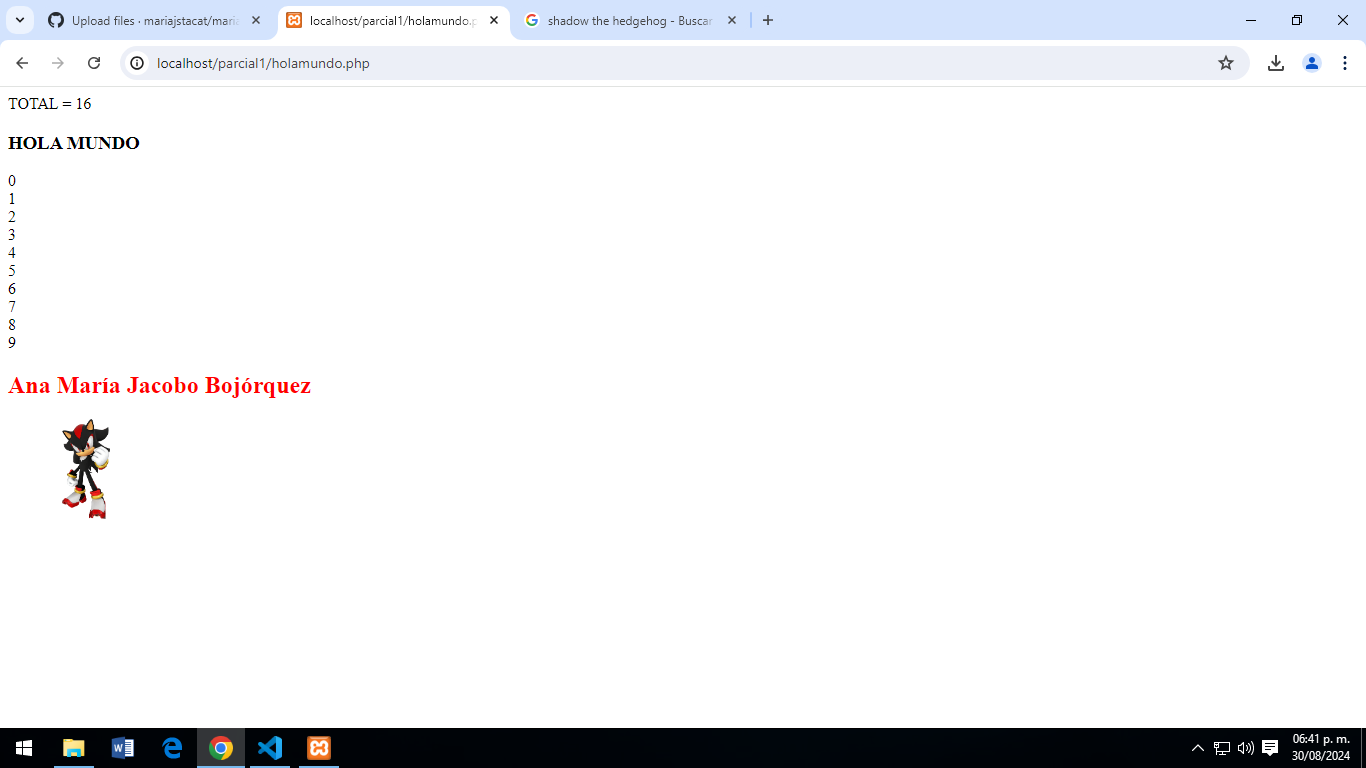 Upload files · mariajstacat/maria
localhost/parcial1/holamundo.p
shadow the hedgehog - Buscar
localhost/parcial1/holamundo.php
TOTAL = 16
HOLA MUNDO
0
1
2
3
4
5
6
7
8
9
Ana María Jacobo Bojórquez
06:41 p. m.
30/08/2024